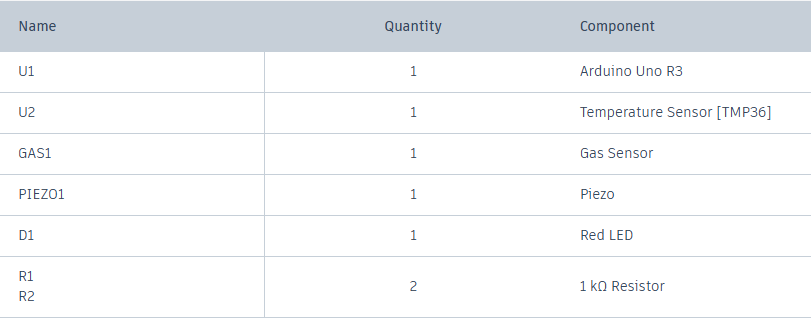 Name Quantity Component
U1 1 Arduino Uno R3
U2 1 Temperature Sensor [TMP36]
GAS1 1 Gas Sensor
PIEZO1 1 Piezo
D1 1 Red LED
R1
R2 2 1 kΩ Resistor